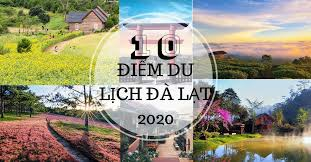 10
ĐIỂM DU
LỊCH ĐÀ LẠT
2020